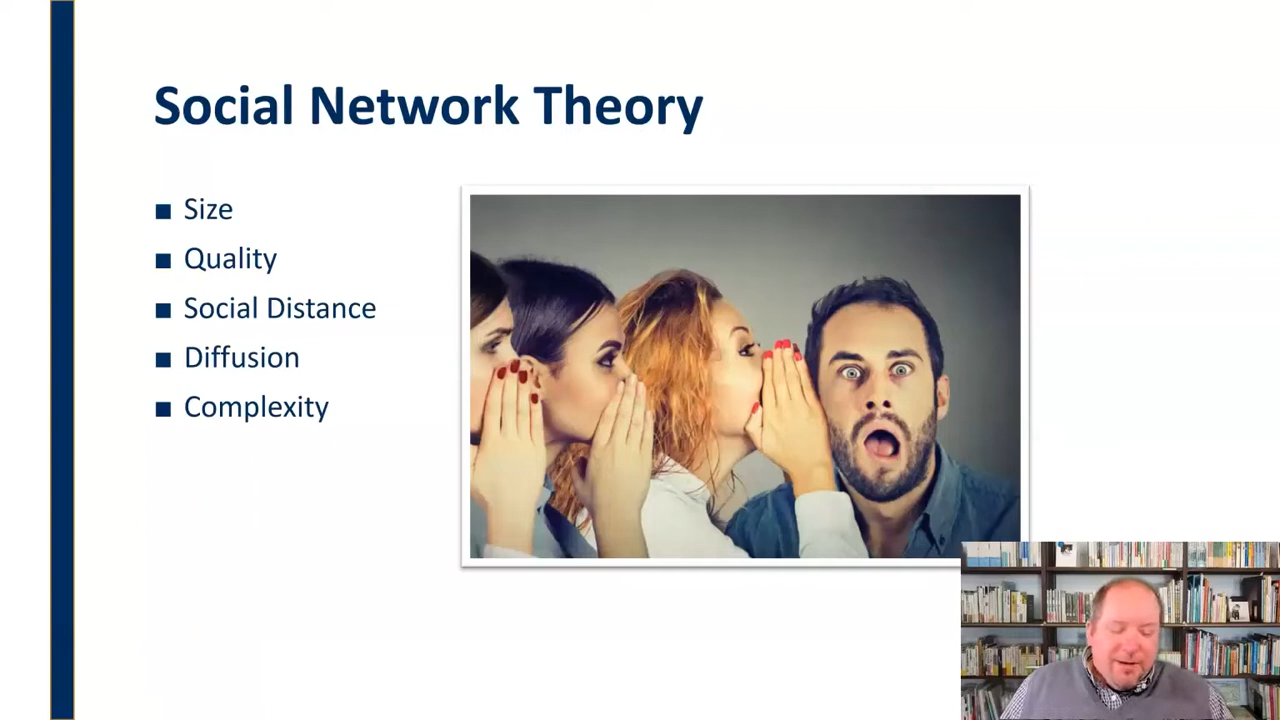 Social Network Theory
Size
Quality
Social Distance
Diffusion
Complexity